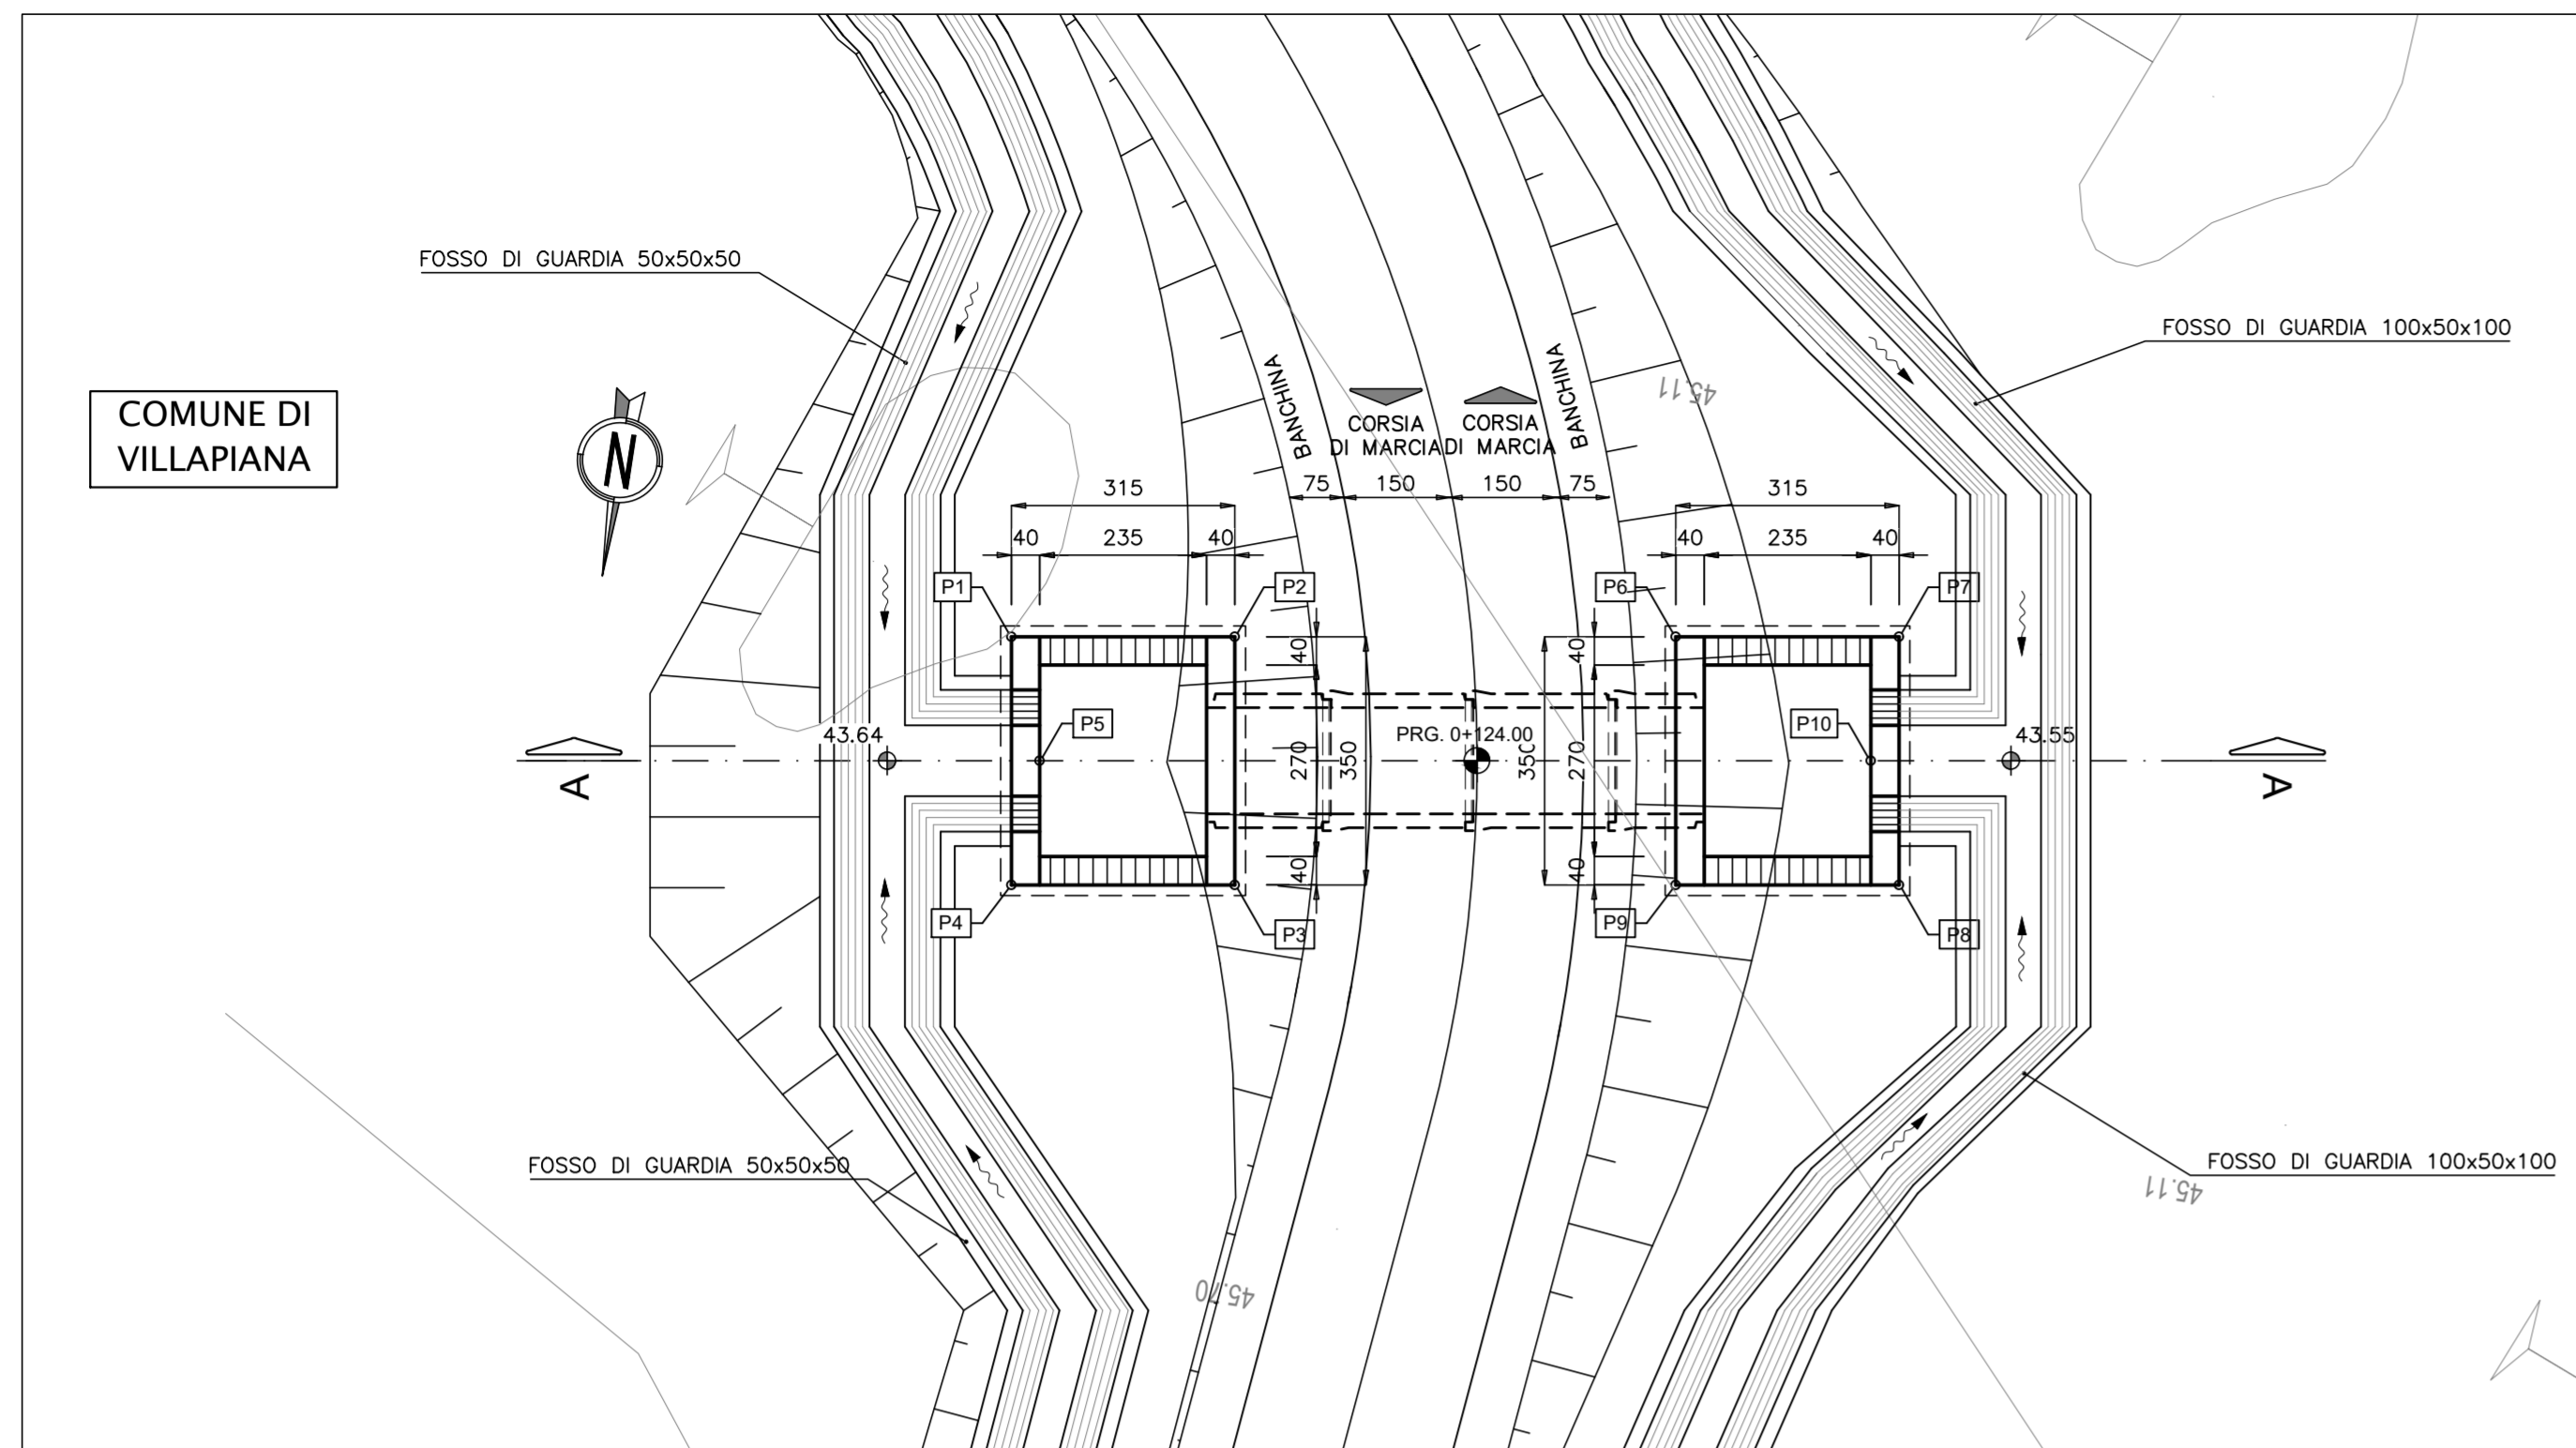 FOSSO DI GUARDIA 50x50x50
FOSSO DI GUARDIA 100x50x100
COMUNE DI
VILLAPIANA
N
BANCHINA
CORSIA
DI MARCIA
CORSIA
DI MARCIA
BANCHINA
45.11
315
75
150
150
75
315
40
235
40
40
235
40
P1
P2
P6
P7
40
40
P5
43.64
PRG. 0+124.00
P10
43.55
A
270
350
350
270
A
40
40
P4
P3
P9
P8
FOSSO DI GUARDIA 50x50x50
FOSSO DI GUARDIA 100x50x100
45.11
45.70